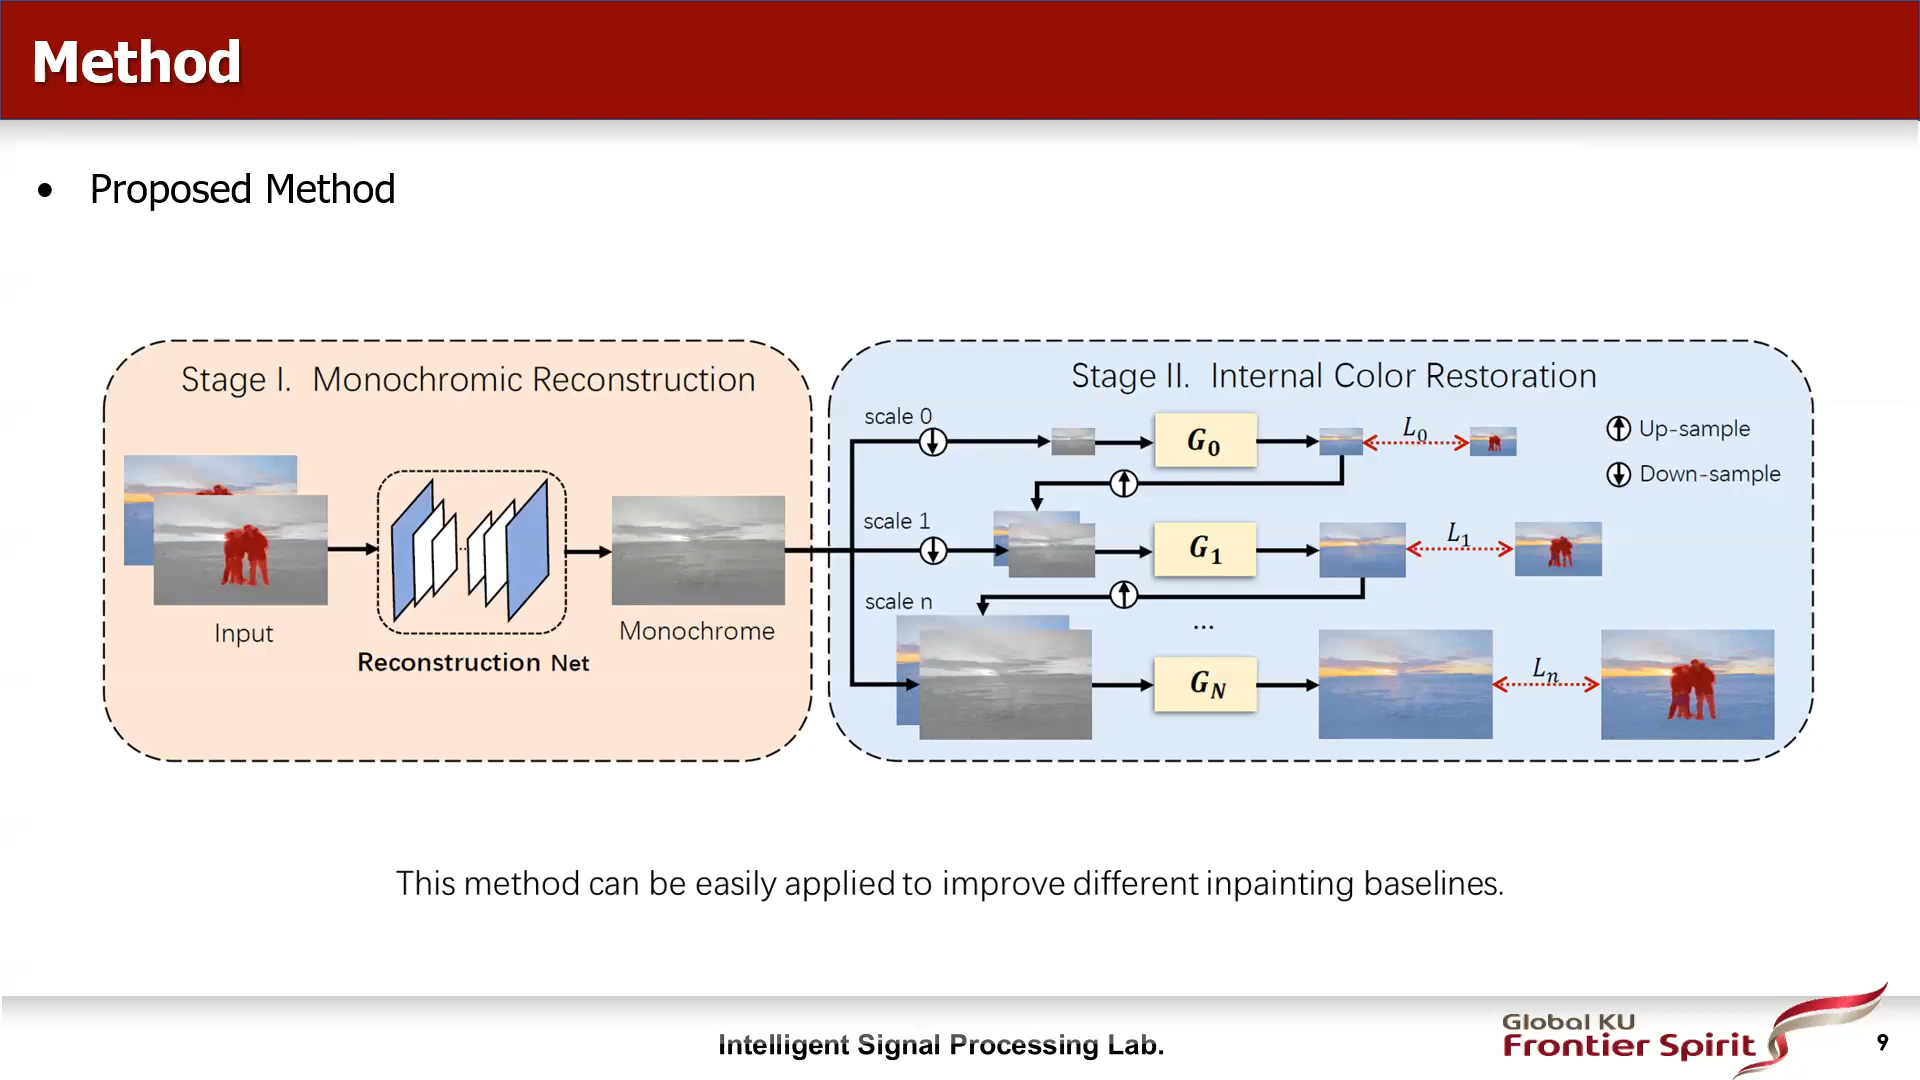 Method
• Proposed Method
Stage I. Monochromic Reconstruction
Input
Reconstruction Net
Monochrome
Stage II. Internal Color Restoration
scale 0
G0
L0
Up-sample
Down-sample
scale 1
G1
L1
scale n
...
GN
Ln
This method can be easily applied to improve different inpainting baselines.
Intelligent Signal Processing Lab.
Global KU
Frontier Spirit
9